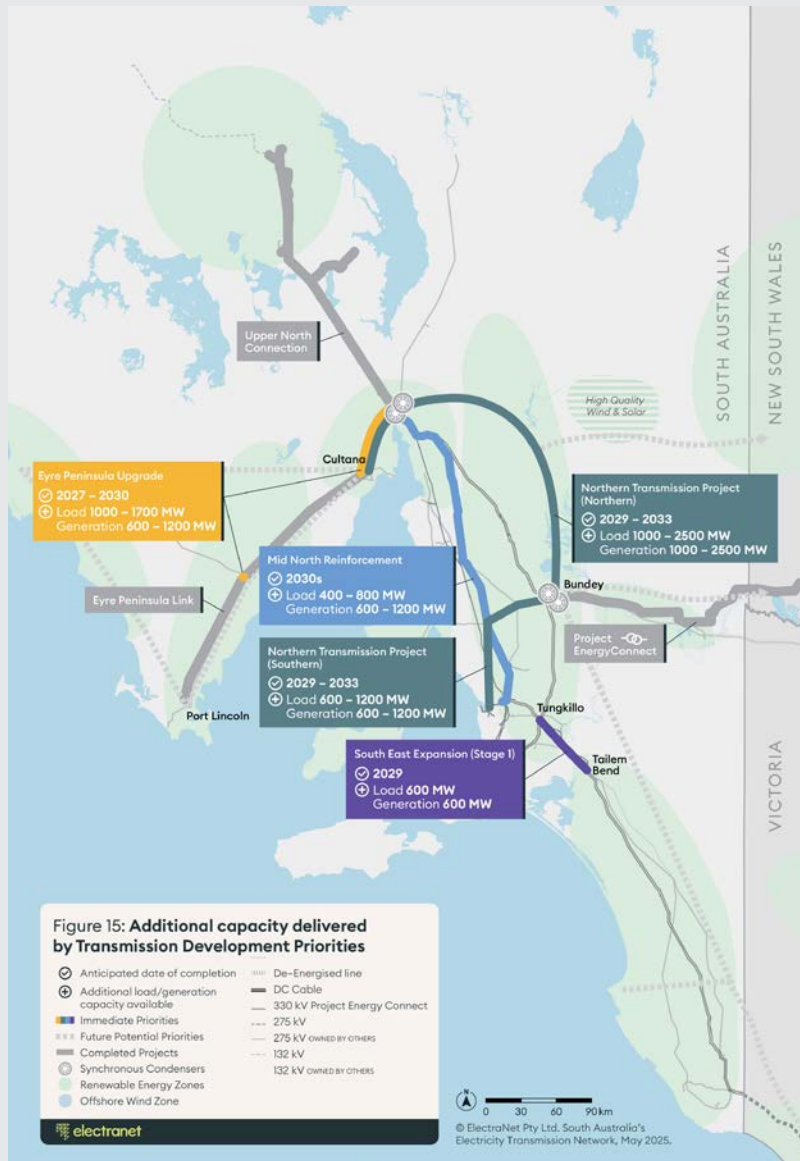 SOUTH AUSTRALIA
NEW SOUTH WALES
Upper North
Connection
High Quality
Wind & Solar
Cultana
Eyre Peninsula Upgrade
2027 – 2030
Load 1000 – 1700 MW
Generation 600 – 1200 MW
Northern Transmission Project
(Northern)
2029 – 2033
Load 1000 – 2500 MW
Generation 1000 – 2500 MW
Mid North Reinforcement
2030s
Load 400 – 800 MW
Generation 600 – 1200 MW
Bundey
Eyre Peninsula Link
Project
EnergyConnect
Northern Transmission Project
(Southern)
2029 – 2033
Load 600 – 1200 MW
Generation 600 – 1200 MW
Port Lincoln
Tungkillo
South East Expansion (Stage 1)
2029
Load 600 MW
Generation 600 MW
Tailem
Bend
VICTORIA
Figure 15: Additional capacity delivered
by Transmission Development Priorities
Anticipated date of completion
Additional load/generation
capacity available
Immediate Priorities
Future Potential Priorities
Completed Projects
Synchronous Condensers
Renewable Energy Zones
Offshore Wind Zone
De-Energised line
DC Cable
330 kV Project Energy Connect
275 kV
275 kV OWNED BY OTHERS
132 kV
132 kV OWNED BY OTHERS
electranet
N
0 30 60 90 km
© ElectraNet Pty Ltd. South Australia's
Electricity Transmission Network, May 2025.